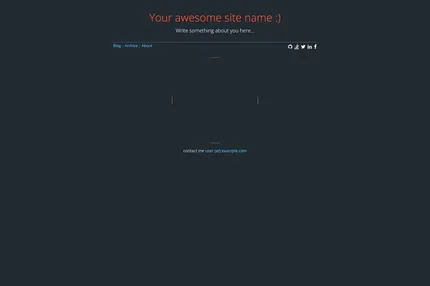 Your awesome site name :)
Write something about you here...
Blog | Archive | About
contact me user (at) example.com